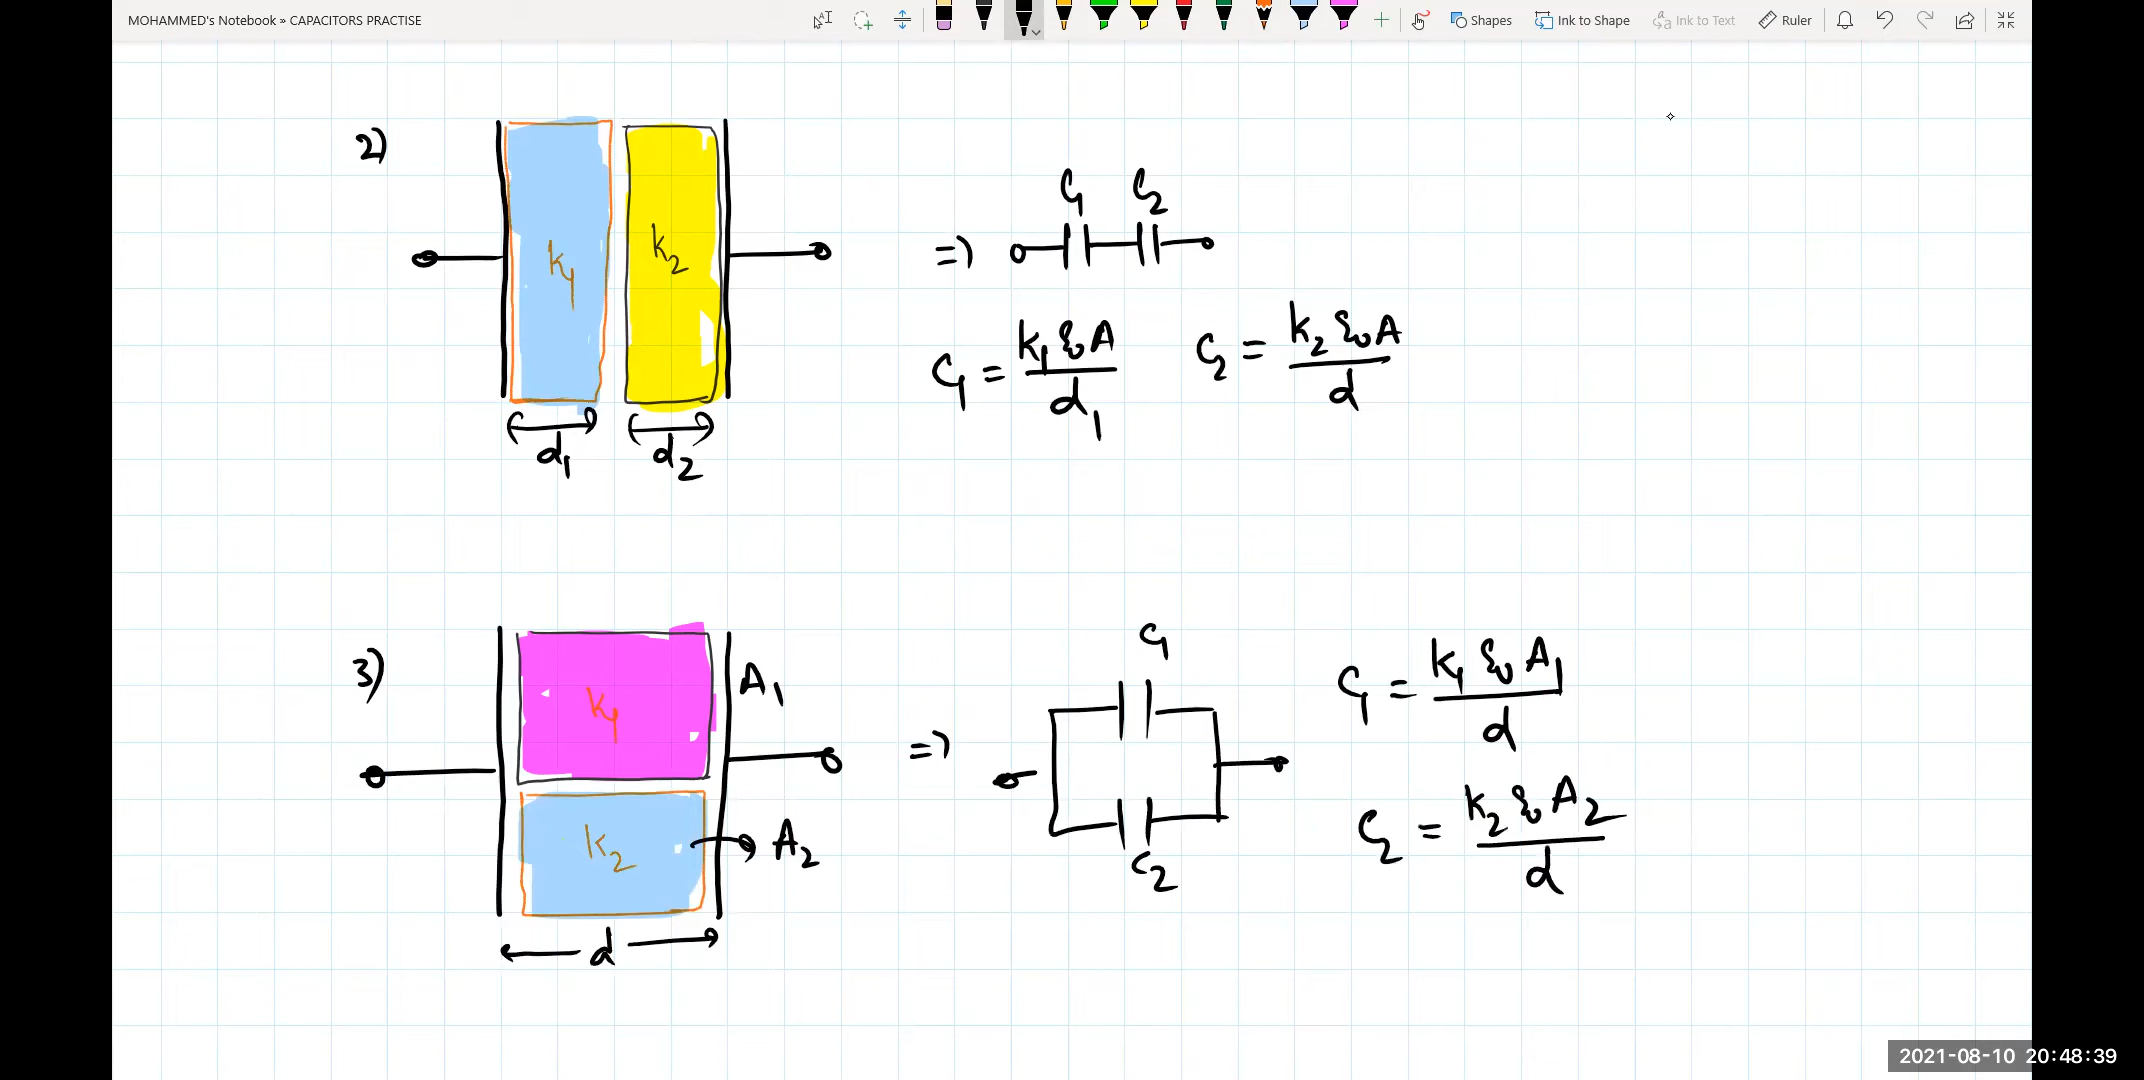 MOHAMMED's Notebook » CAPACITORS PRACTISE
Shapes Ink to Shape Ink to Text Ruler
2)
k1 k2
d1 d2
=> C1 C2
C1 = k1 ε0 A / d1 C2 = k2 ε0 A / d
3)
k1 A1
k2 A2
d
=> C1
C2
C1 = k1 ε0 A1 / d
C2 = k2 ε0 A2 / d
2021-08-10 20:48:39